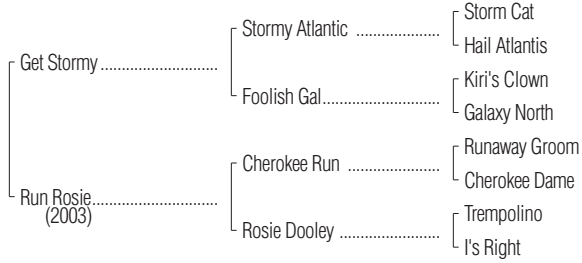 Storm Cat
Stormy Atlantic ..................
Hail Atlantis
Get Stormy ..........................
Kiri's Clown
Foolish Gal..........................
Galaxy North
Runaway Groom
Cherokee Run ....................
Cherokee Dame
Run Rosie............................
(2003)
Trempolino
Rosie Dooley ......................
I's Right